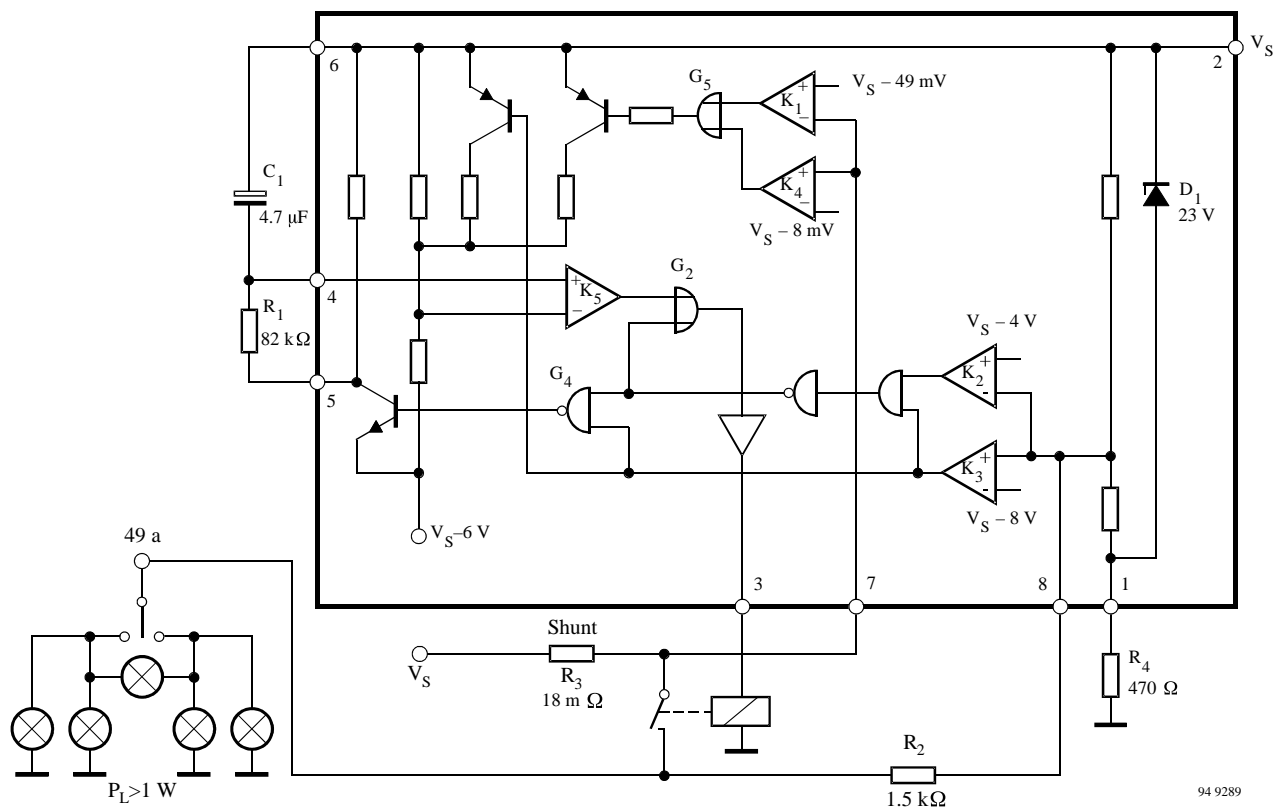 6
2
V_S
G_5
K_1
+
–
V_S – 49 mV
K_4
+
–
V_S – 8 mV
C_1
4.7 µF
D_1
23 V
4
R_1
82 kΩ
5
K_5
+
–
G_2
G_4
V_S – 4 V
K_2
+
-
K_3
+
-
V_S – 8 V
V_S–6 V
49 a
3
7
8
1
Shunt
V_S
R_3
18 m Ω
R_4
470 Ω
R_2
1.5 kΩ
P_L>1 W
94 9289